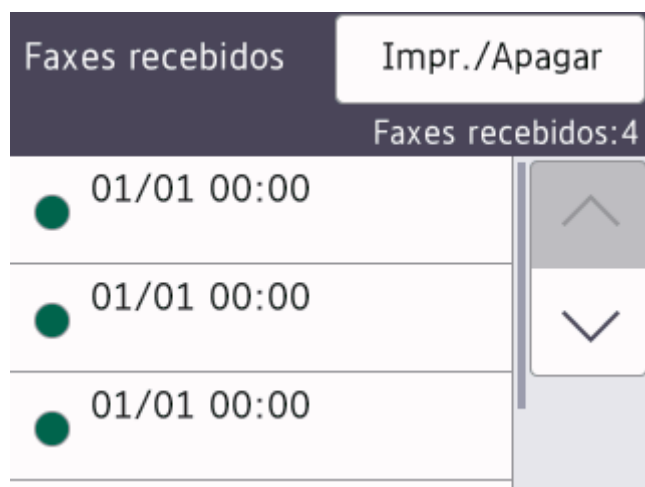 Faxes recebidos
Impr./Apagar
Faxes recebidos:4
01/01 00:00
01/01 00:00
01/01 00:00